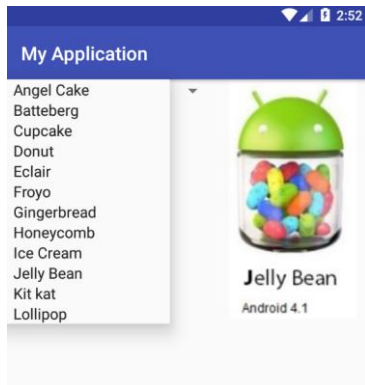 2:52
My Application
Angel Cake
Batteberg
Cupcake
Donut
Eclair
Froyo
Gingerbread
Honeycomb
Ice Cream
Jelly Bean
Kit kat
Lollipop
Jelly Bean
Android 4.1